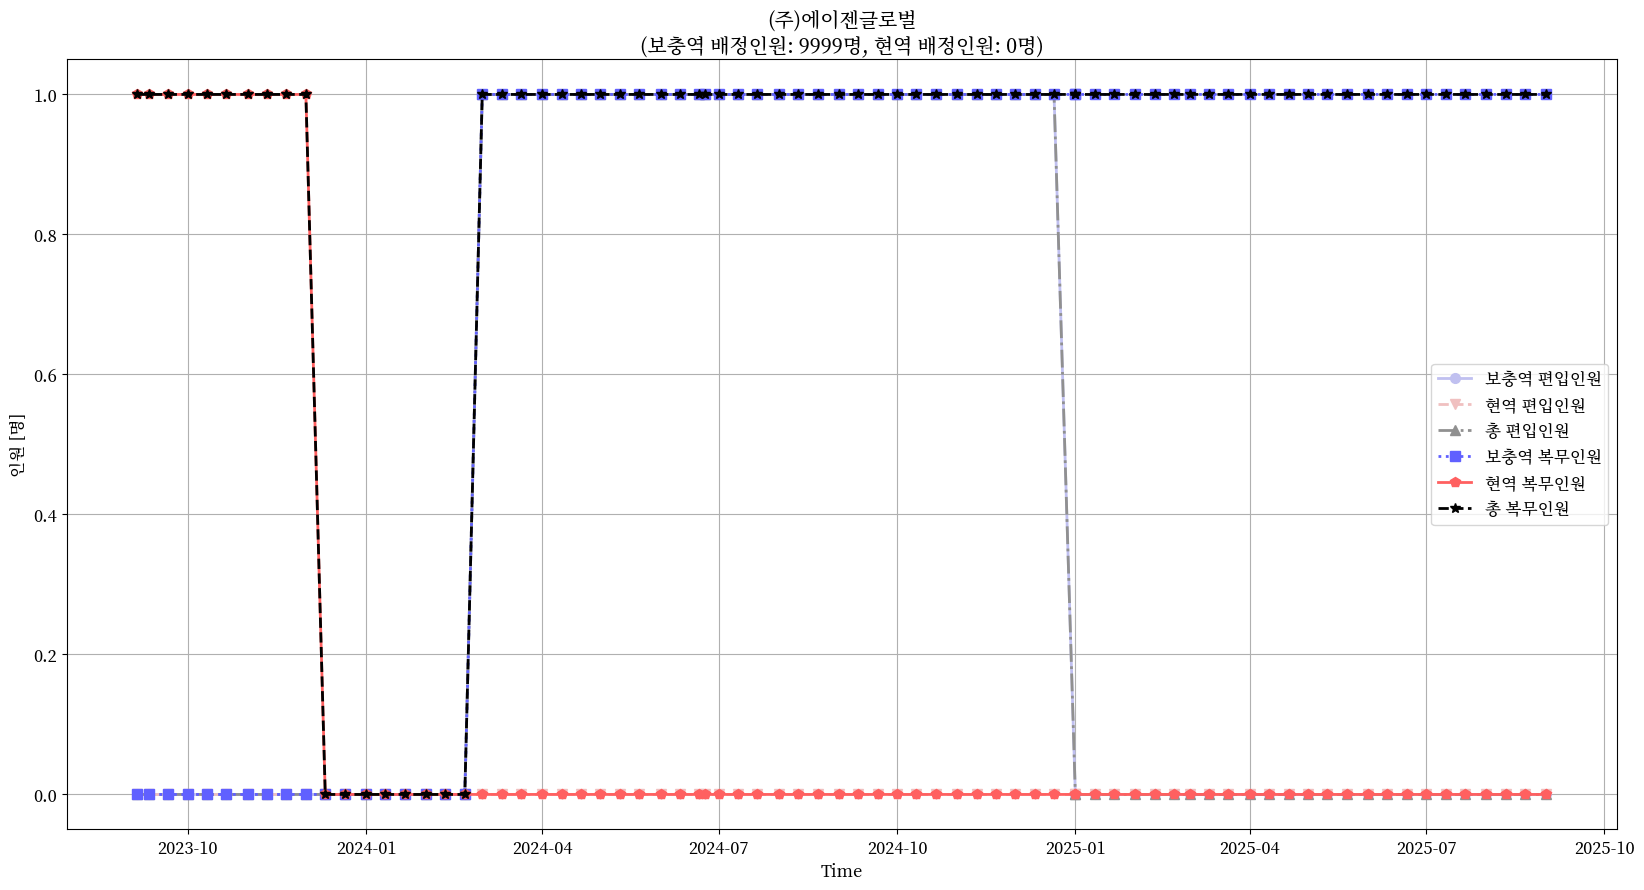 (주)에이젠글로벌
(보충역 배정인원: 9999명, 현역 배정인원: 0명)
인원 [명]
1.0
0.8
0.6
0.4
0.2
0.0
보충역 편입인원
현역 편입인원
총 편입인원
보충역 복무인원
현역 복무인원
총 복무인원
2023-10
2024-01
2024-04
2024-07
2024-10
2025-01
2025-04
2025-07
2025-10
Time